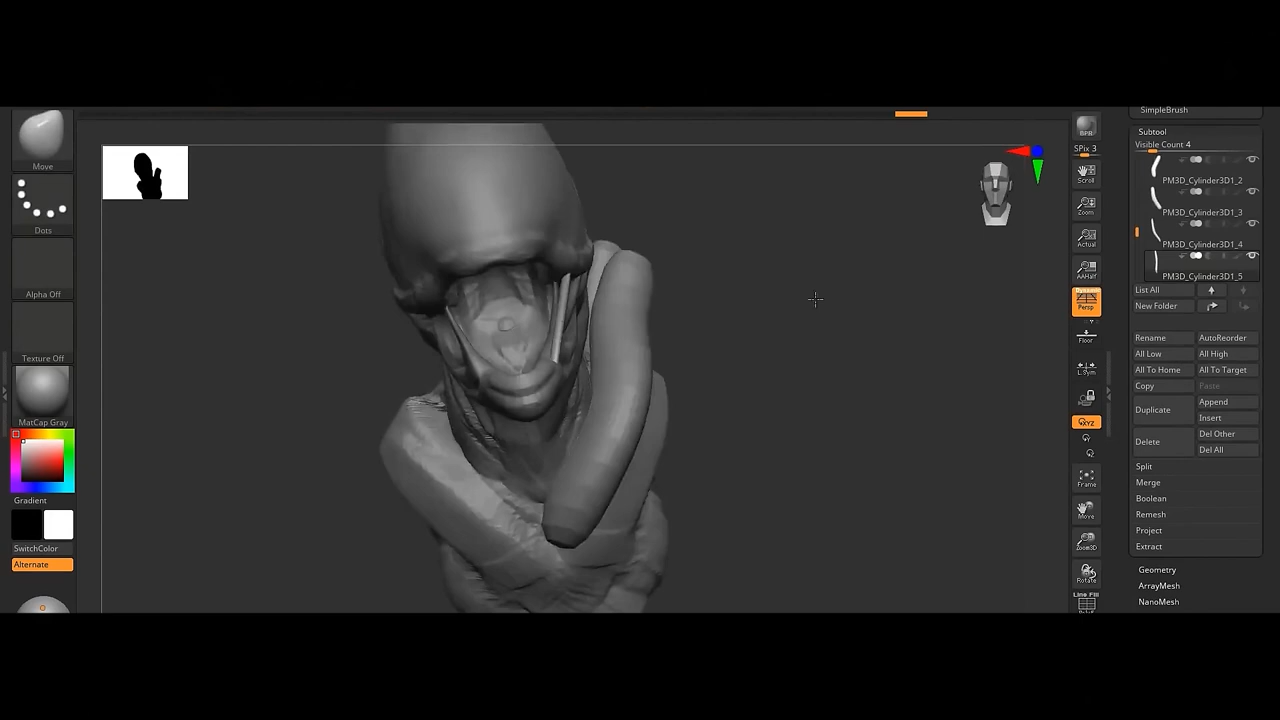 SimpleBrush
Subtool
Visible Count 4
PM3D_Cylinder3D1_2
PM3D_Cylinder3D1_3
PM3D_Cylinder3D1_4
PM3D_Cylinder3D1_5
List All
New Folder
Rename AutoReorder
All Low All High
All To Home All To Target
Copy Paste
Duplicate Append
Insert
Delete Del Other
Del All
Split
Merge
Boolean
Remesh
Project
Extract
Geometry
ArrayMesh
NanoMesh
Move
Dots
Alpha Off
Texture Off
MatCap Gray
Gradient
SwitchColor
Alternate
BPR
SPix 3
Scroll
Zoom
Actual
AAHalf
Dynamic
Persp
Floor
L.Sym
XYZ
Frame
Move
Zoom3D
Rotate
Line Fill